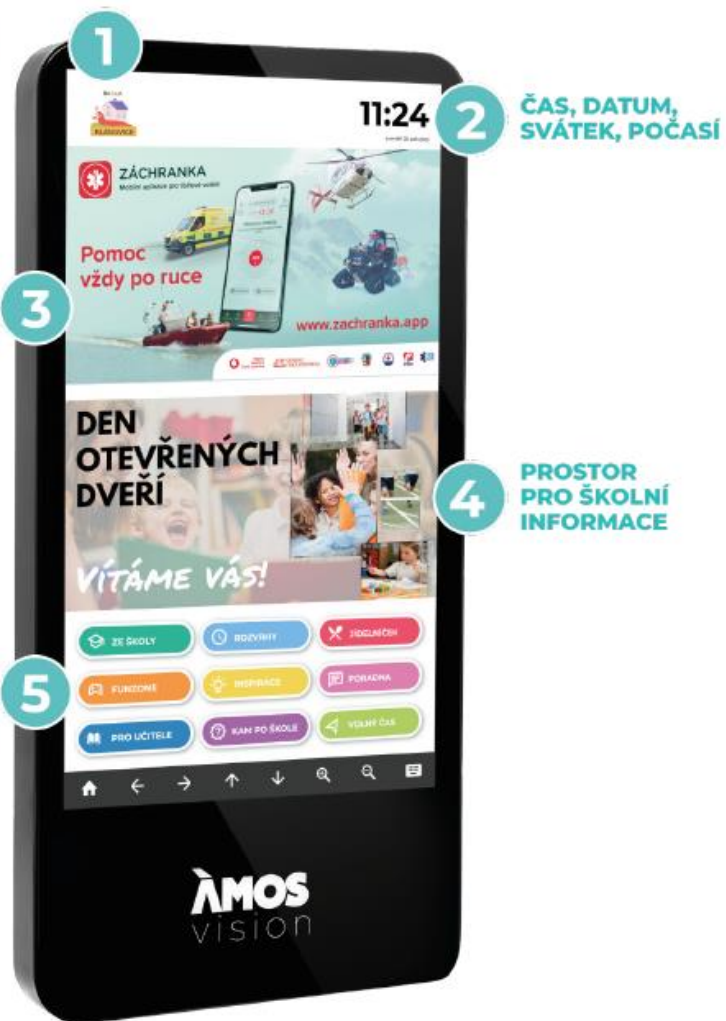 1
KLÁNOVICE
11:24
2
ČAS, DATUM,
SVÁTEK, POČASÍ
ZÁCHRANKA
Mobilní aplikace pro tísňové volání
Pomoc
vždy po ruce
3
www.zachranka.app
DEN
OTEVŘENÝCH
DVEŘÍ
VÍTÁME VÁS!
4
PROSTOR
PRO ŠKOLNÍ
INFORMACE
ZE ŠKOLY
ROZVRHY
JÍDELNÍČEK
5
FUNZONE
INSPIRACE
PORADNA
PRO UČITELE
KAM PO ŠKOLE
VOLNÝ ČAS
ÀMOS
vision